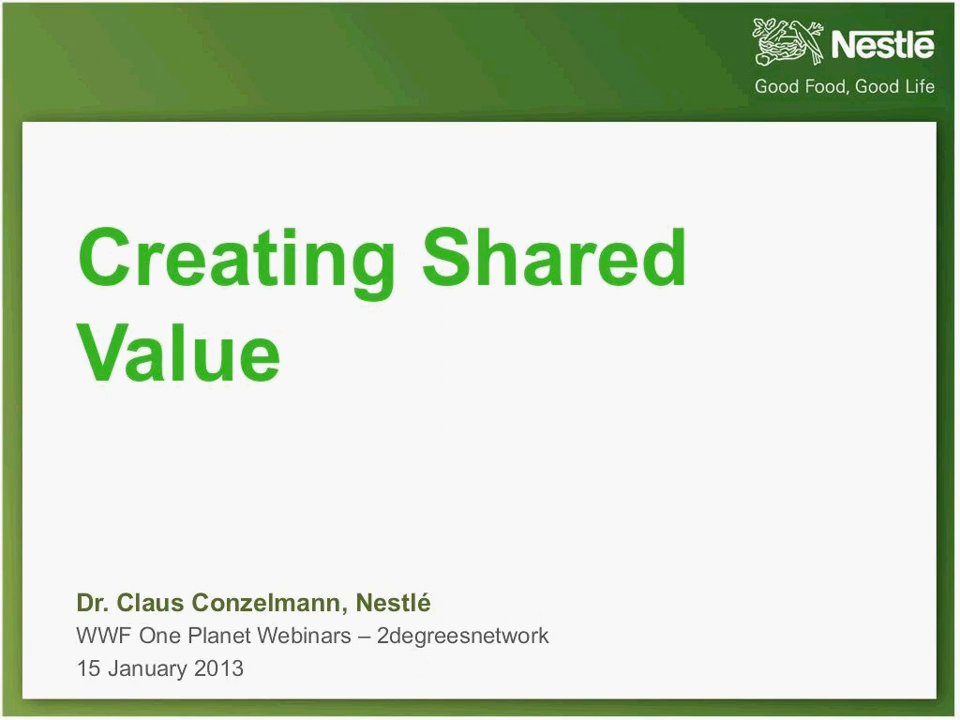 Nestlé
Good Food, Good Life
Creating Shared
Value
Dr. Claus Conzelmann, Nestlé
WWF One Planet Webinars – 2degreesnetwork
15 January 2013